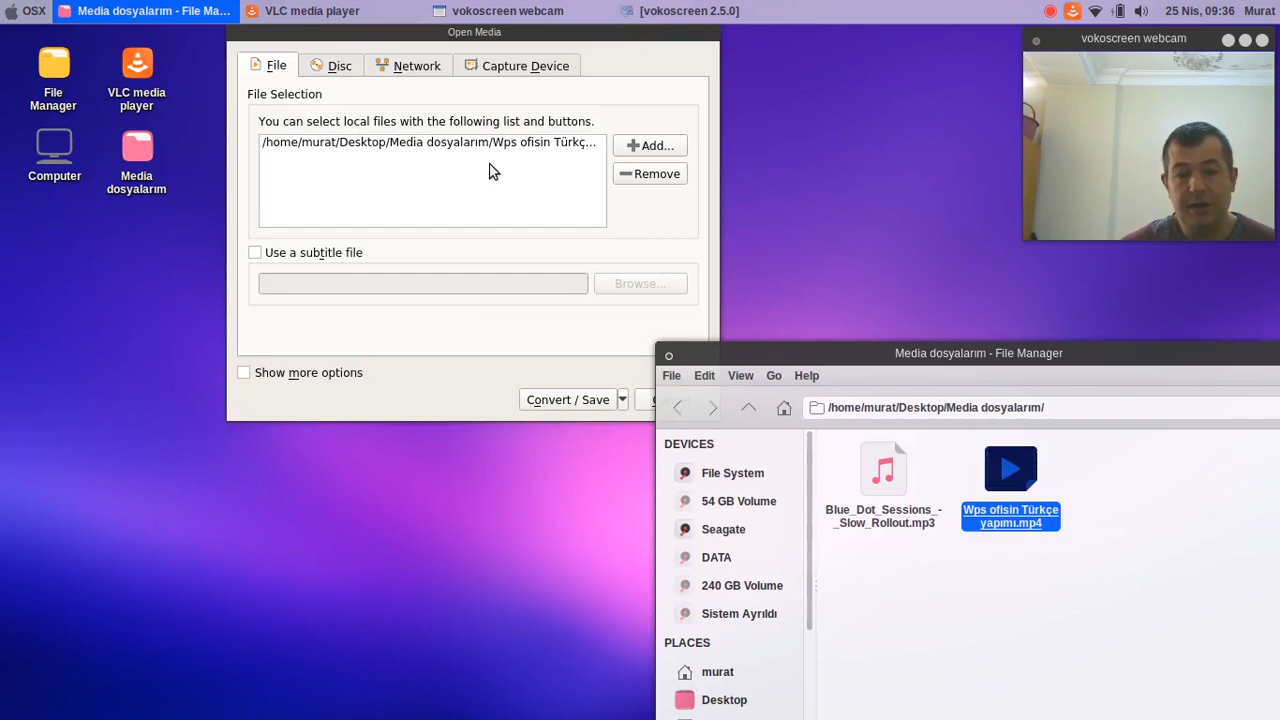 OSX
Media dosyalarım - File Ma...
VLC media player
vokoscreen webcam
[vokoscreen 2.5.0]
25 Nis, 09:36
Murat
File
Manager
VLC media
player
Computer
Media
dosyalarım
Open Media
File
Disc
Network
Capture Device
File Selection
You can select local files with the following list and buttons.
/home/murat/Desktop/Media dosyalarım/Wps ofisin Türkç...
Add...
Remove
Use a subtitle file
Browse...
Show more options
Convert / Save
vokoscreen webcam
Media dosyalarım - File Manager
File
Edit
View
Go
Help
/home/murat/Desktop/Media dosyalarım/
DEVICES
File System
54 GB Volume
Seagate
DATA
240 GB Volume
Sistem Ayrıldı
PLACES
murat
Desktop
Blue_Dot_Sessions_-
_Slow_Rollout.mp3
Wps ofisin Türkçe
yapımı.mp4